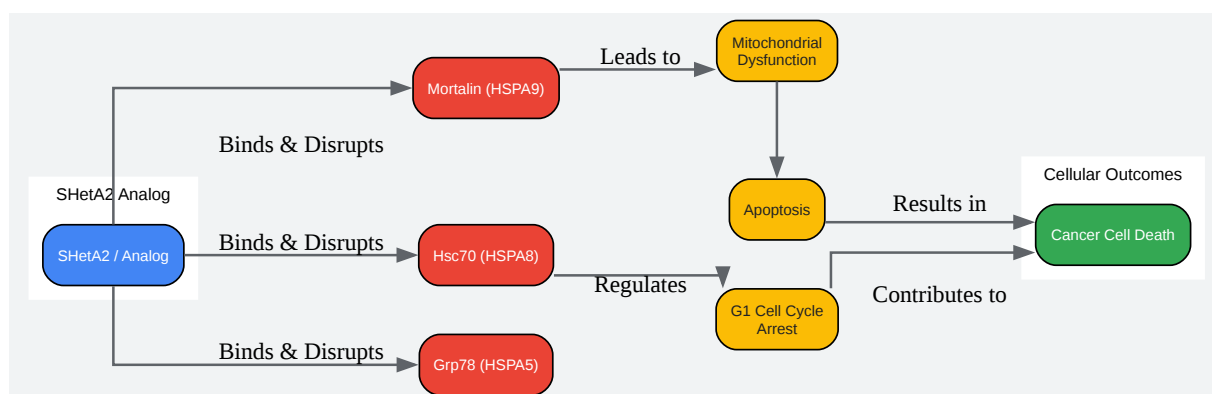 Mitochondrial
Dysfunction
Leads to
Mortalin (HSPA9)
Binds & Disrupts
SHetA2 Analog
Cellular Outcomes
Apoptosis
Results in
SHetA2 / Analog
Binds & Disrupts
Hsc70 (HSPA8)
Cancer Cell Death
Regulates
G1 Cell Cycle
Arrest
Contributes to
Binds & Disrupts
Grp78 (HSPA5)